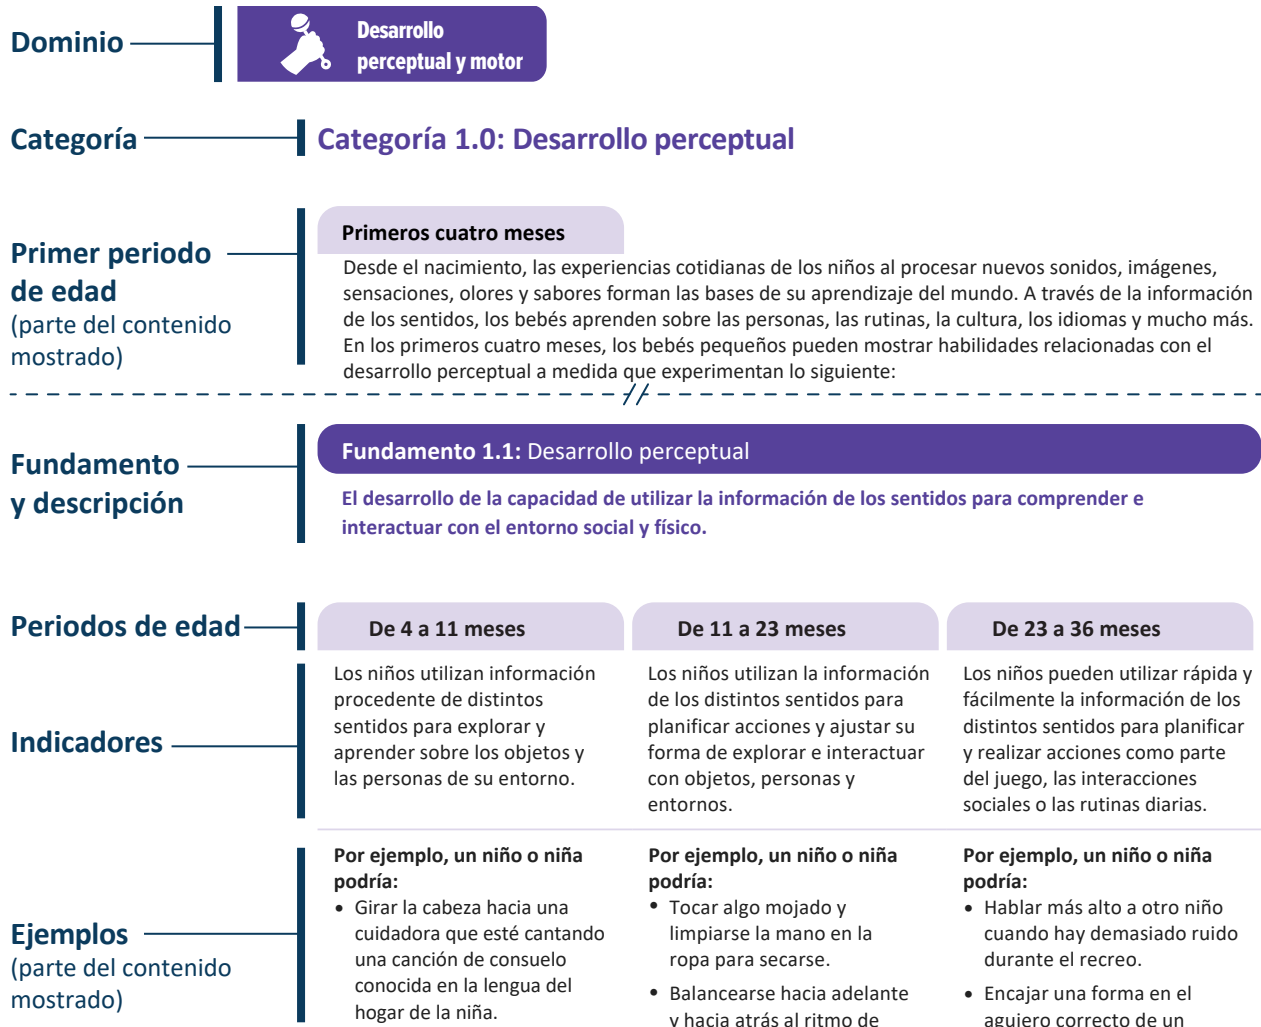 Dominio
Desarrollo
perceptual y motor
Categoría
Categoría 1.0: Desarrollo perceptual
Primer periodo
de edad
(parte del contenido
mostrado)
Primeros cuatro meses
Desde el nacimiento, las experiencias cotidianas de los niños al procesar nuevos sonidos, imágenes,
sensaciones, olores y sabores forman las bases de su aprendizaje del mundo. A través de la información
de los sentidos, los bebés aprenden sobre las personas, las rutinas, la cultura, los idiomas y mucho más.
En los primeros cuatro meses, los bebés pequeños pueden mostrar habilidades relacionadas con el
desarrollo perceptual a medida que experimentan lo siguiente:
Fundamento
y descripción
Fundamento 1.1: Desarrollo perceptual
El desarrollo de la capacidad de utilizar la información de los sentidos para comprender e
interactuar con el entorno social y físico.
Periodos de edad
De 4 a 11 meses
De 11 a 23 meses
De 23 a 36 meses
Indicadores
Los niños utilizan información
procedente de distintos
sentidos para explorar y
aprender sobre los objetos y
las personas de su entorno.
Los niños utilizan la información
de los distintos sentidos para
planificar acciones y ajustar su
forma de explorar e interactuar
con objetos, personas y
entornos.
Los niños pueden utilizar rápida y
fácilmente la información de los
distintos sentidos para planificar
y realizar acciones como parte
del juego, las interacciones
sociales o las rutinas diarias.
Ejemplos
(parte del contenido
mostrado)
Por ejemplo, un niño o niña
podría:
• Girar la cabeza hacia una
cuidadora que esté cantando
una canción de consuelo
conocida en la lengua del
hogar de la niña.
Por ejemplo, un niño o niña
podría:
• Tocar algo mojado y
limpiarse la mano en la
ropa para secarse.
• Balancearse hacia adelante
y hacia atrás al ritmo de
Por ejemplo, un niño o niña
podría:
• Hablar más alto a otro niño
cuando hay demasiado ruido
durante el recreo.
• Encajar una forma en el
agujero correcto de un